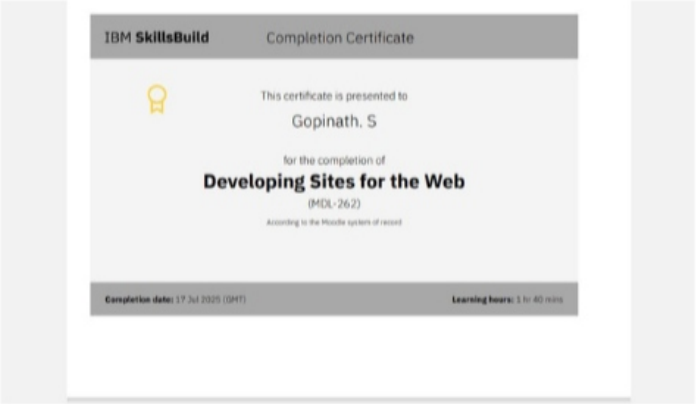 IBM SkillsBuild Completion Certificate
This certificate is presented to
Gopinath. S
for the completion of
Developing Sites for the Web
(MDL-262)
According to the Moodle system of record
Completion date: 17 Jul 2025 (GMT) Learning hours: 1 hr 40 mins